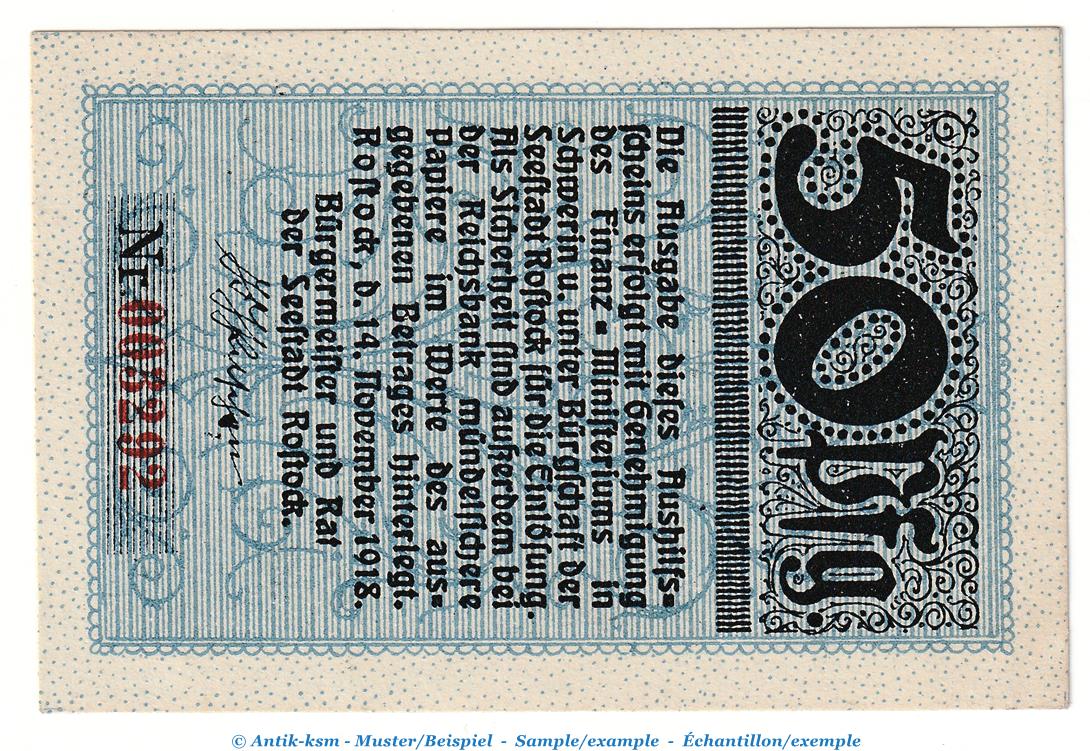 50 Pfg.
Die Ausgabe dieses Aushilfs=
scheins erfolgt mit Genehmigung
des Finanz=Ministeriums in
Schwerin u. unter Bürgschaft der
Seestadt Rostock für die Einlösung.
Als Sicherheit sind außerdem bei
der Reichsbank mündelsichere
Papiere im Werte des aus=
gegebenen Betrages hinterlegt.
Rostock, d. 14. November 1918.
Bürgermeister und Rat
der Seestadt Rostock.
Nr. 008292
© Antik-ksm - Muster/Beispiel - Sample/example - Échantillon/exemple